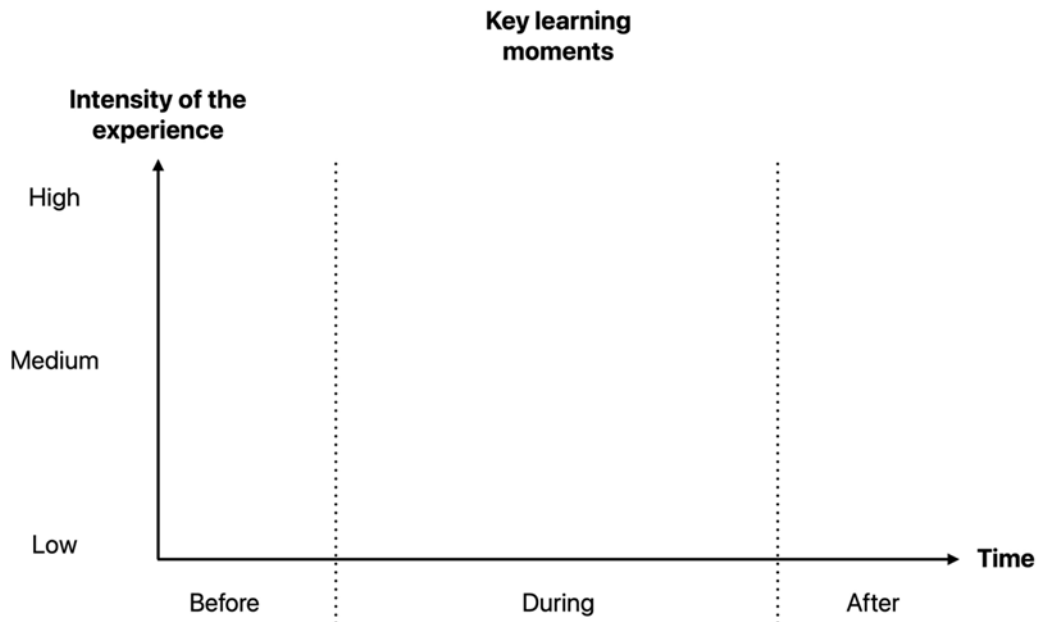 Key learning
moments
Intensity of the
experience
High
Medium
Low
Time
Before
During
After